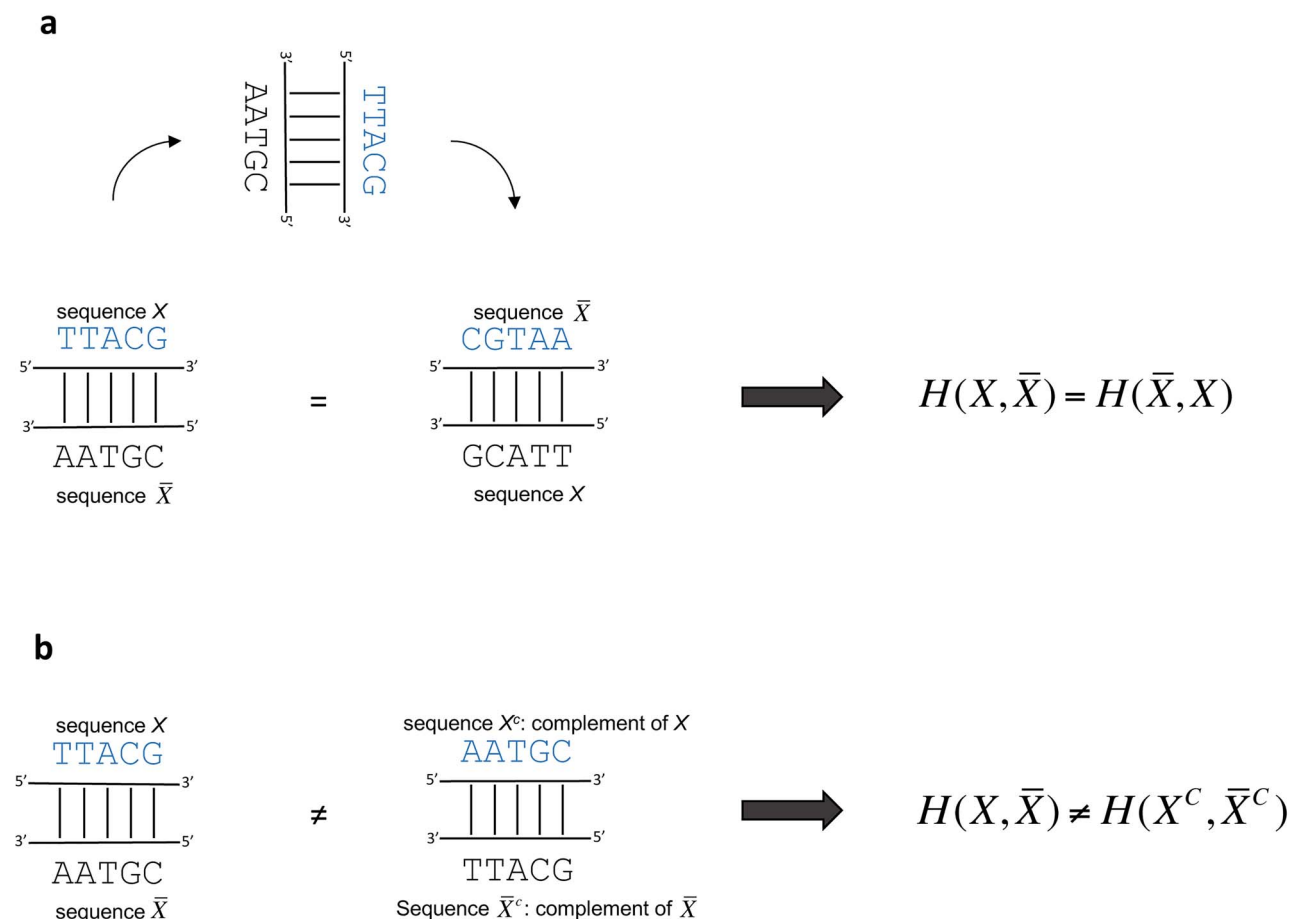 a
3′ 5′
AATGC
TTACG
5′ 3′
sequence X
TTACG
5′ 3′
3′ 5′
AATGC
sequence X̅
=
sequence X̅
CGTAA
5′ 3′
3′ 5′
GCATT
sequence X
H(X, X̅) = H(X̅, X)
b
sequence X
TTACG
5′ 3′
3′ 5′
AATGC
sequence X̅
≠
sequence Xᶜ: complement of X
AATGC
5′ 3′
3′ 5′
TTACG
Sequence X̅ᶜ: complement of X̅
H(X, X̅) ≠ H(X^C, X̅^C)